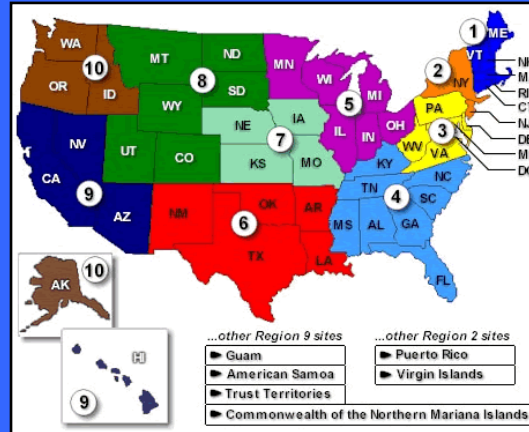 1
ME
VT
WA
MT
ND
MN
2
NY
10
OR
ID
8
WI
MI
SD
5
WY
PA
IA
3
NE
7
IL
IN
OH
WV
VA
NV
UT
CO
KS
MO
KY
CA
9
NC
TN
4
AZ
NM
OK
AR
SC
6
MS
AL
GA
TX
LA
FL
10
AK
HI
9
...other Region 9 sites
Guam
American Samoa
Trust Territories
Commonwealth of the Northern Mariana Islands
...other Region 2 sites
Puerto Rico
Virgin Islands